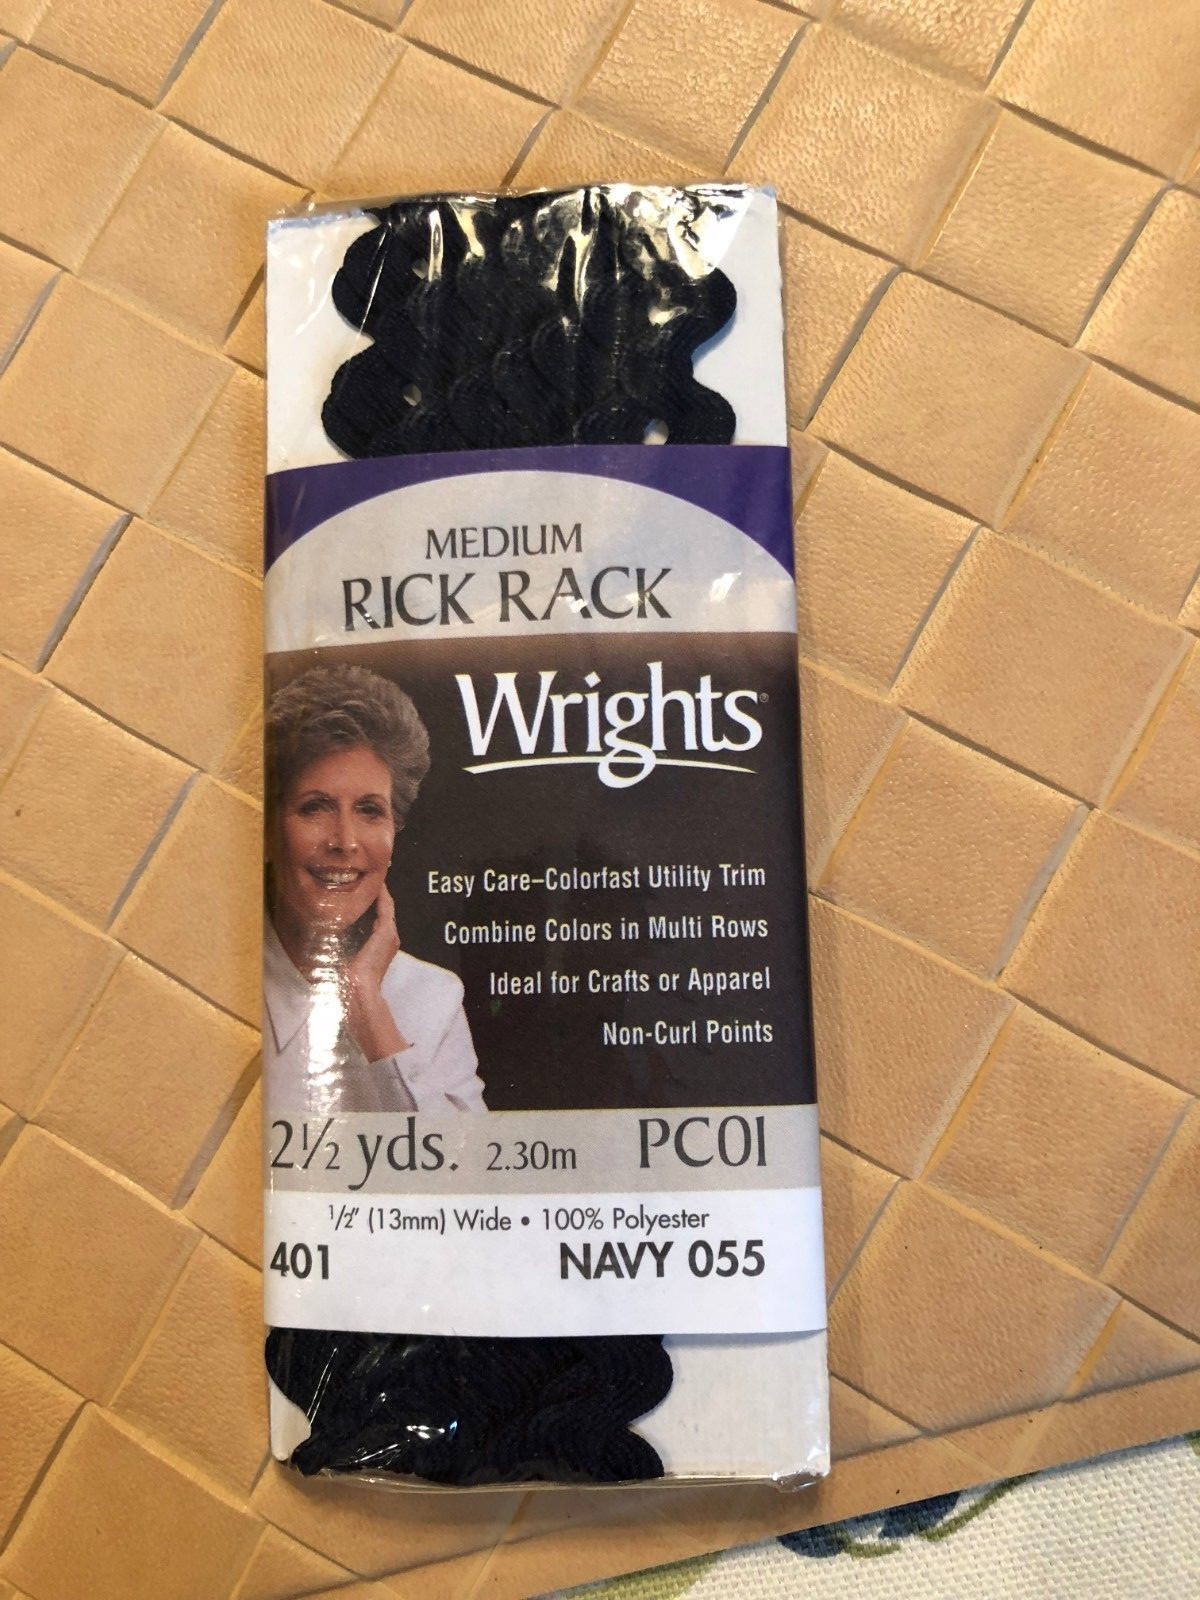 MEDIUM
RICK RACK
Wrights®
Easy Care–Colorfast Utility Trim
Combine Colors in Multi Rows
Ideal for Crafts or Apparel
Non-Curl Points
2½ yds. 2.30m PC01
½" (13mm) Wide • 100% Polyester
401 NAVY 055